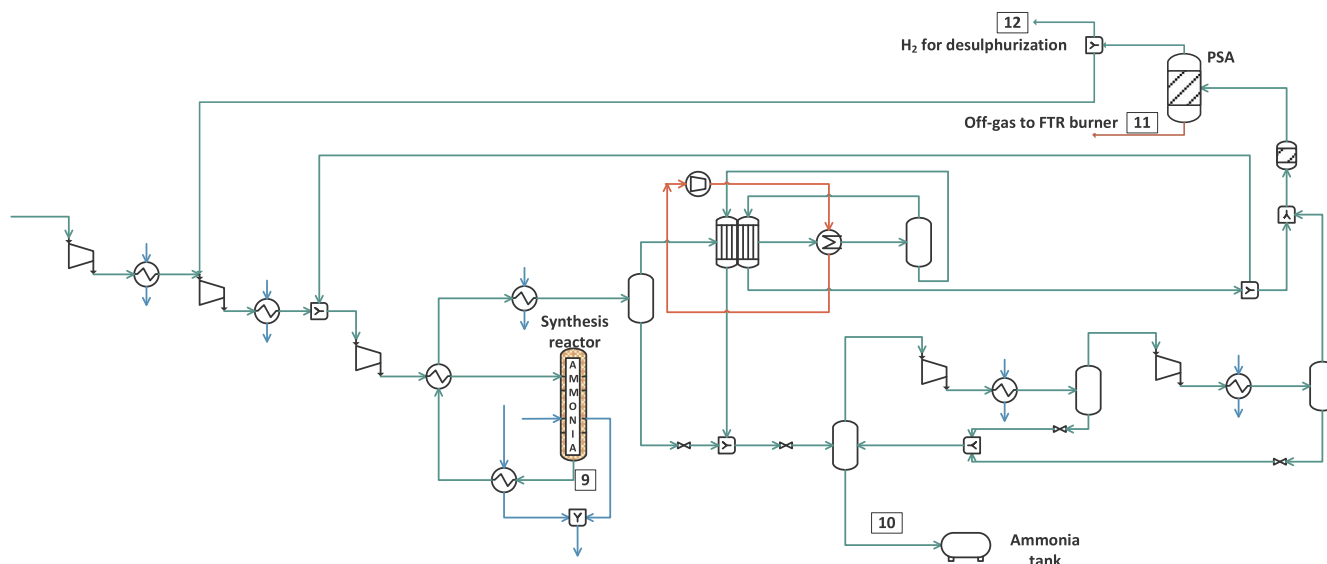 12
H₂ for desulphurization
PSA
Off-gas to FTR burner 11
Synthesis
reactor
A
M
M
O
N
I
A
9
10
Ammonia
tank